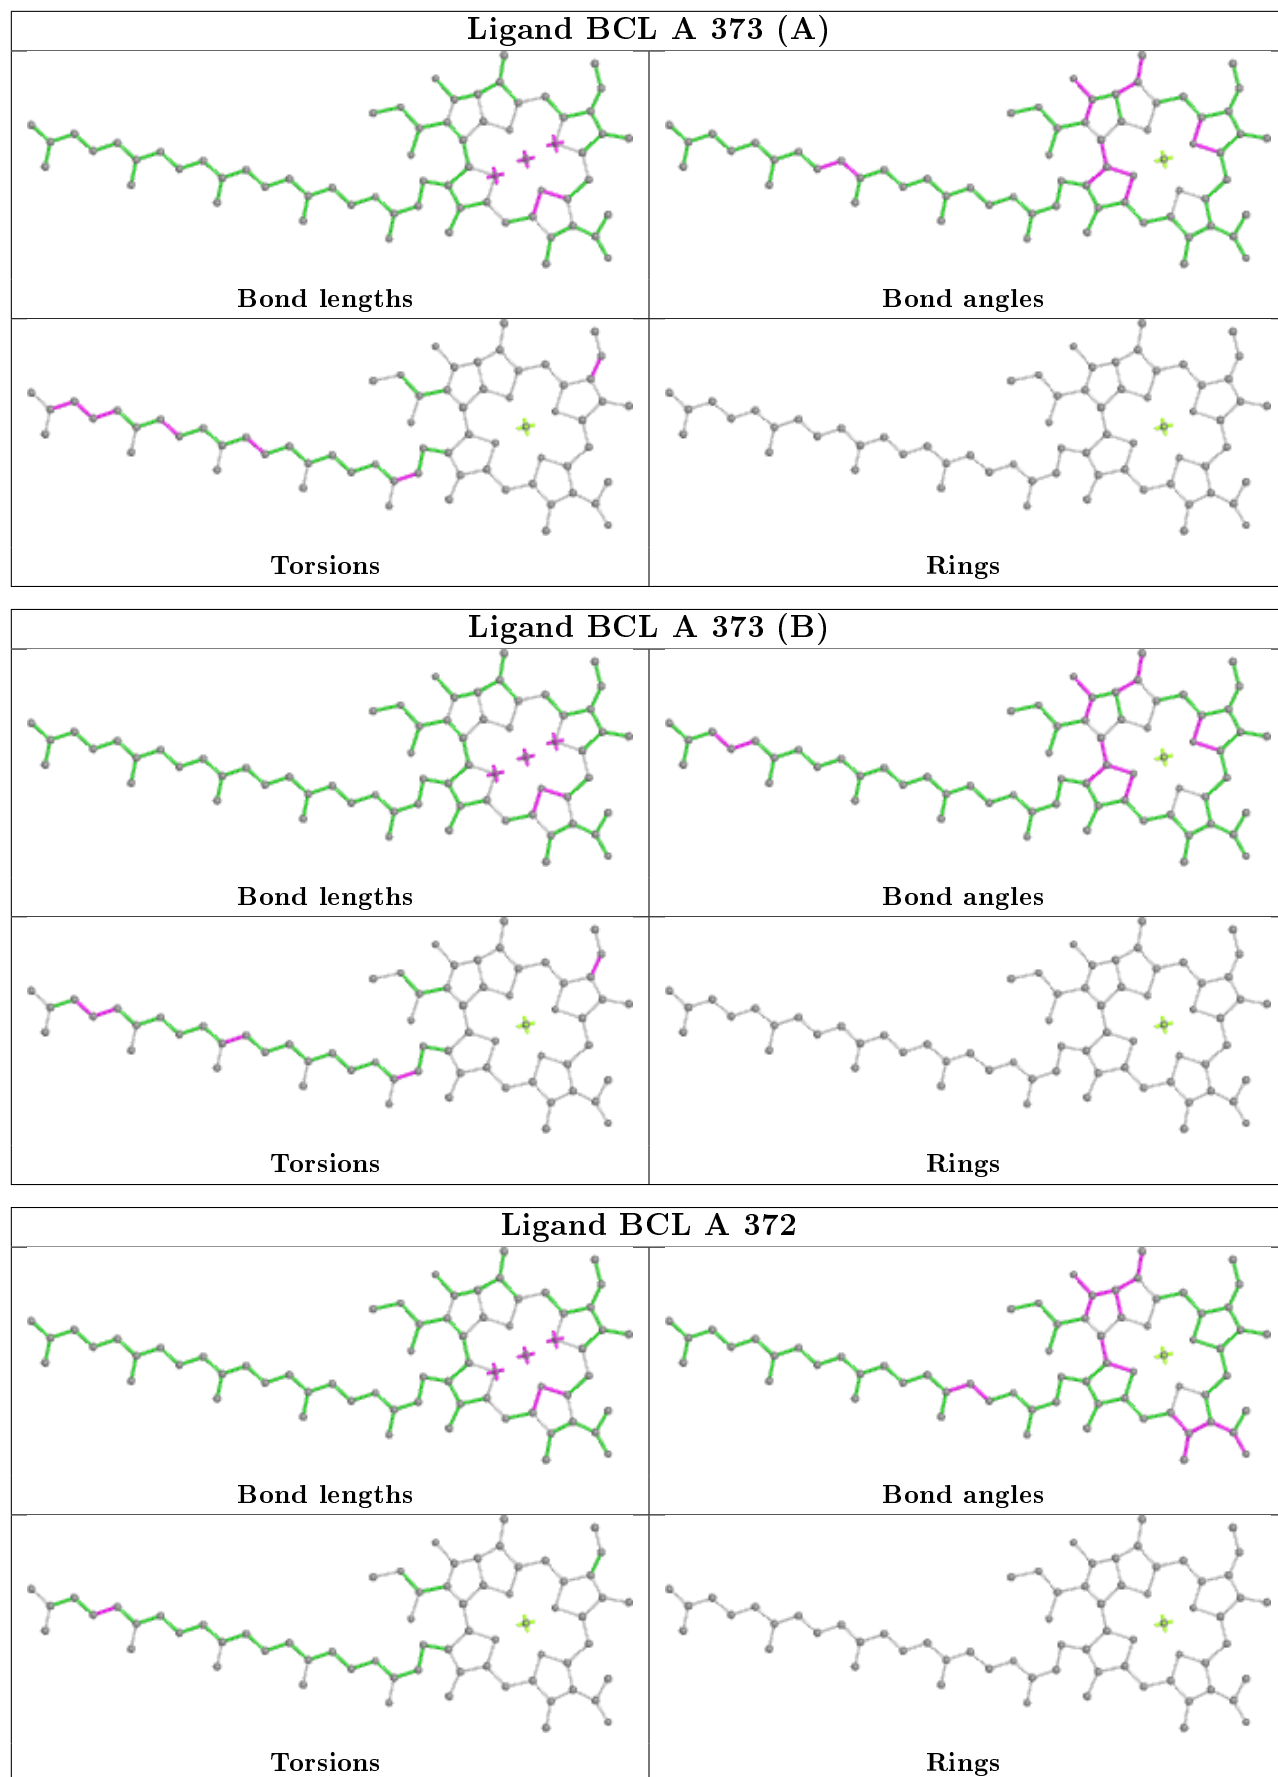 Ligand BCL A 373 (A)
Bond lengths
Bond angles
Torsions
Rings
Ligand BCL A 373 (B)
Bond lengths
Bond angles
Torsions
Rings
Ligand BCL A 372
Bond lengths
Bond angles
Torsions
Rings